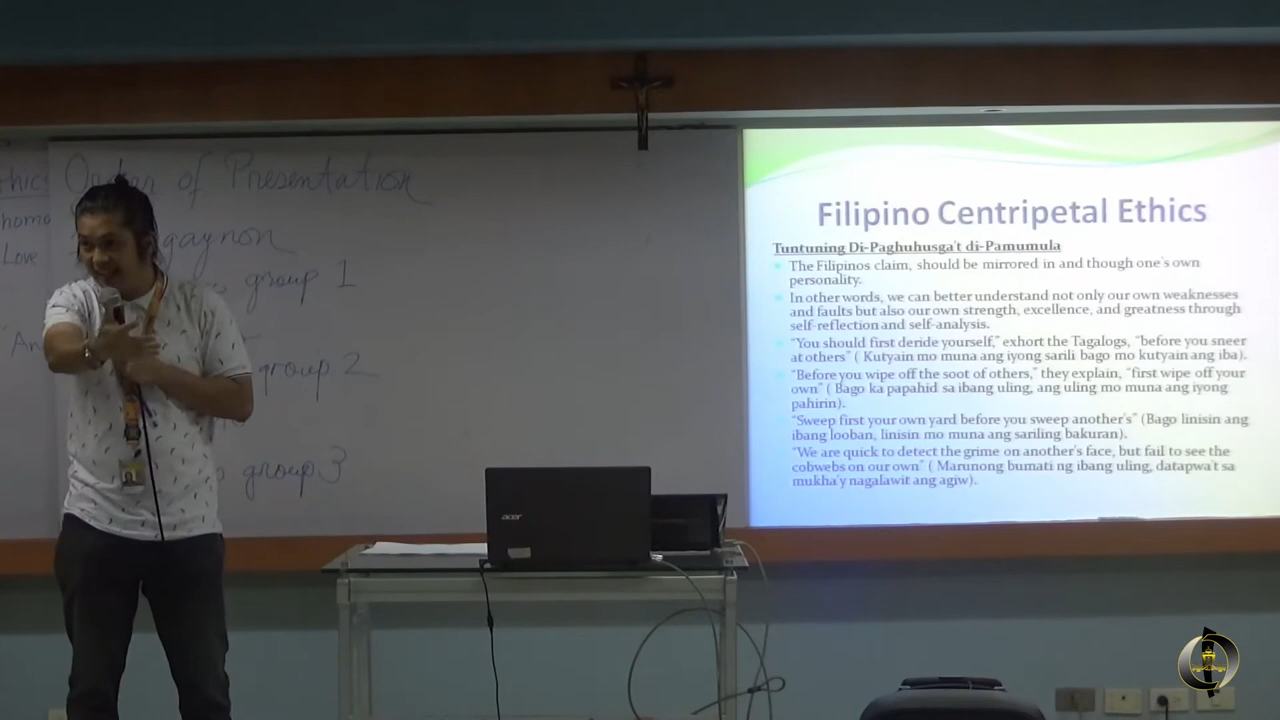 thics
Order of Presentation
homo
Love
gaynon
group 1
An
group 2
group 3
acer
Filipino Centripetal Ethics
Tuntuning Di-Paghuhusga't di-Pamumula
The Filipinos claim, should be mirrored in and though one's own
personality.
In other words, we can better understand not only our own weaknesses
and faults but also our own strength, excellence, and greatness through
self-reflection and self-analysis.
"You should first deride yourself," exhort the Tagalogs, "before you sneer
at others" ( Kutyain mo muna ang iyong sarili bago mo kutyain ang iba).
"Before you wipe off the soot of others," they explain, "first wipe off your
own" ( Bago ka papahid sa ibang uling, ang uling mo muna ang iyong
pahirin).
"Sweep first your own yard before you sweep another's" (Bago linisin ang
ibang looban, linisin mo muna ang sariling bakuran).
"We are quick to detect the grime on another's face, but fail to see the
cobwebs on our own" ( Marunong bumati ng ibang uling, datapwa't sa
mukha'y nagalawit ang agiw).